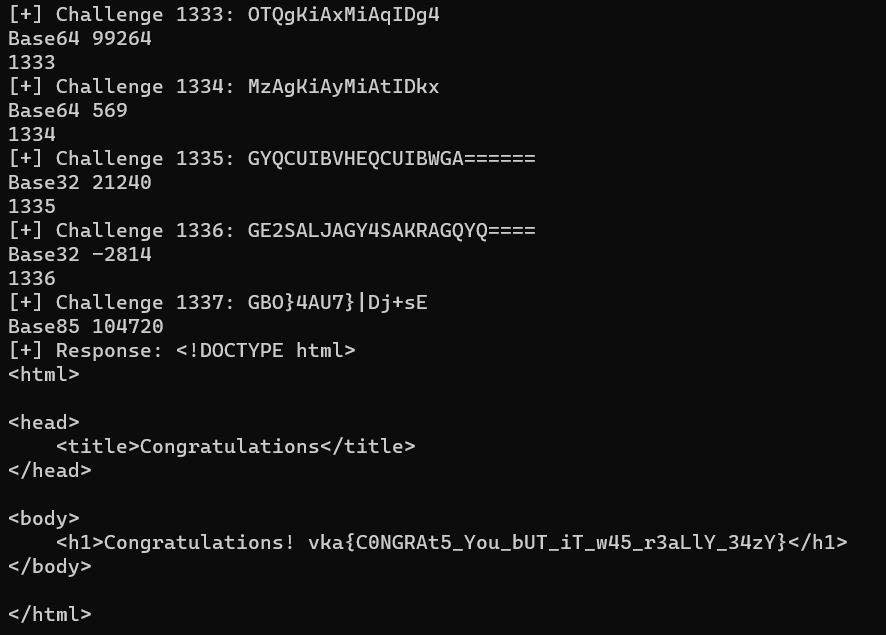 [+] Challenge 1333: OTQgKiAxMiAqIDg4
Base64 99264
1333
[+] Challenge 1334: MzAgKiAyMiAtIDkx
Base64 569
1334
[+] Challenge 1335: GYQCUIBVHEQCUIBWGA======
Base32 21240
1335
[+] Challenge 1336: GE2SALJAGY4SAKRAGQYQ====
Base32 -2814
1336
[+] Challenge 1337: GBO}4AU7}|Dj+sE
Base85 104720
[+] Response: <!DOCTYPE html>
<html>
<head>
<title>Congratulations</title>
</head>
<body>
<h1>Congratulations! vka{C0NGRAt5_You_bUT_iT_w45_r3aLlY_34zY}</h1>
</body>
</html>